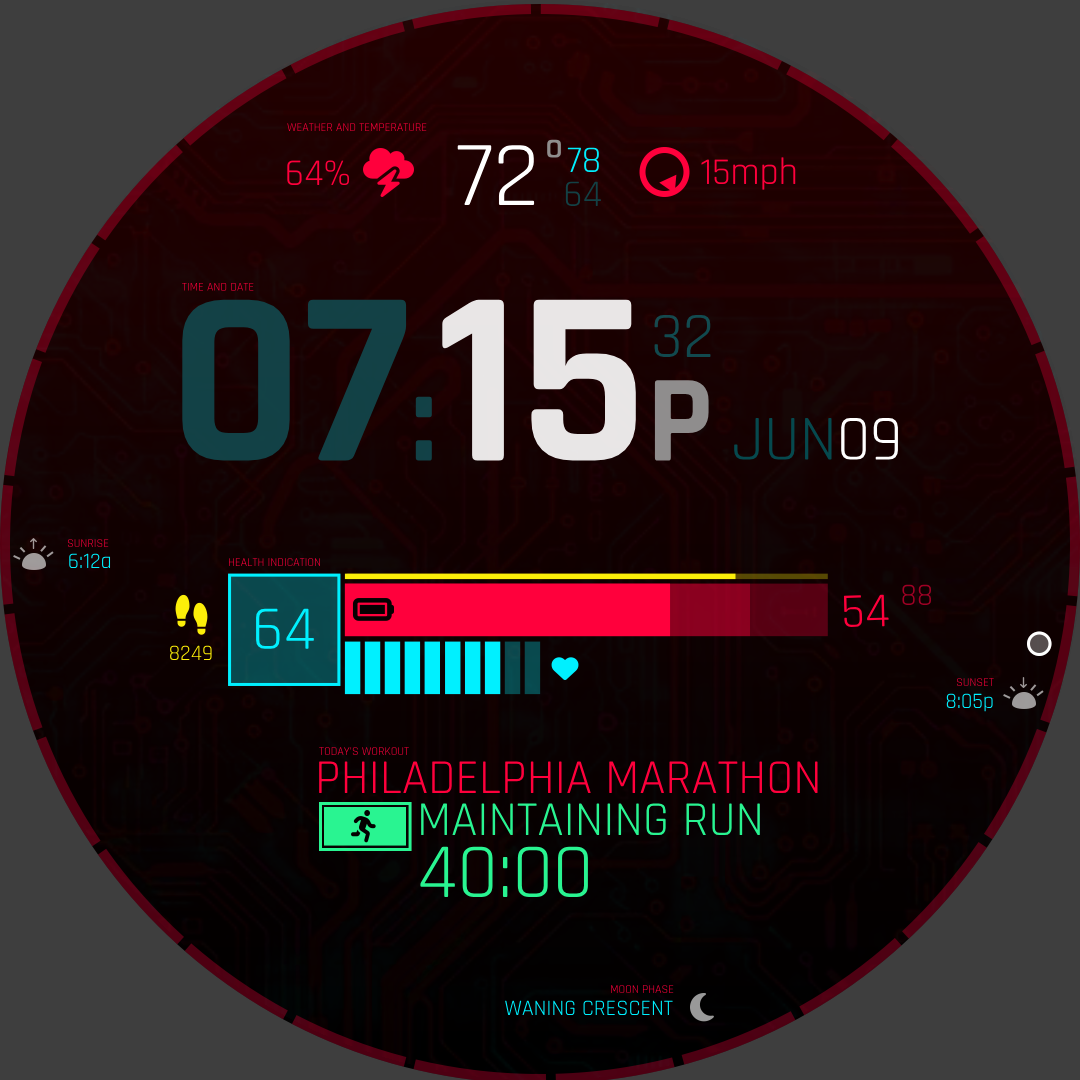 WEATHER AND TEMPERATURE
64% 72° 78 15mph
64
TIME AND DATE
07:15 32
P JUN09
SUNRISE
6:12a
HEALTH INDICATION
64 54 88
8249
SUNSET
8:05p
TODAY'S WORKOUT
PHILADELPHIA MARATHON
MAINTAINING RUN
40:00
MOON PHASE
WANING CRESCENT